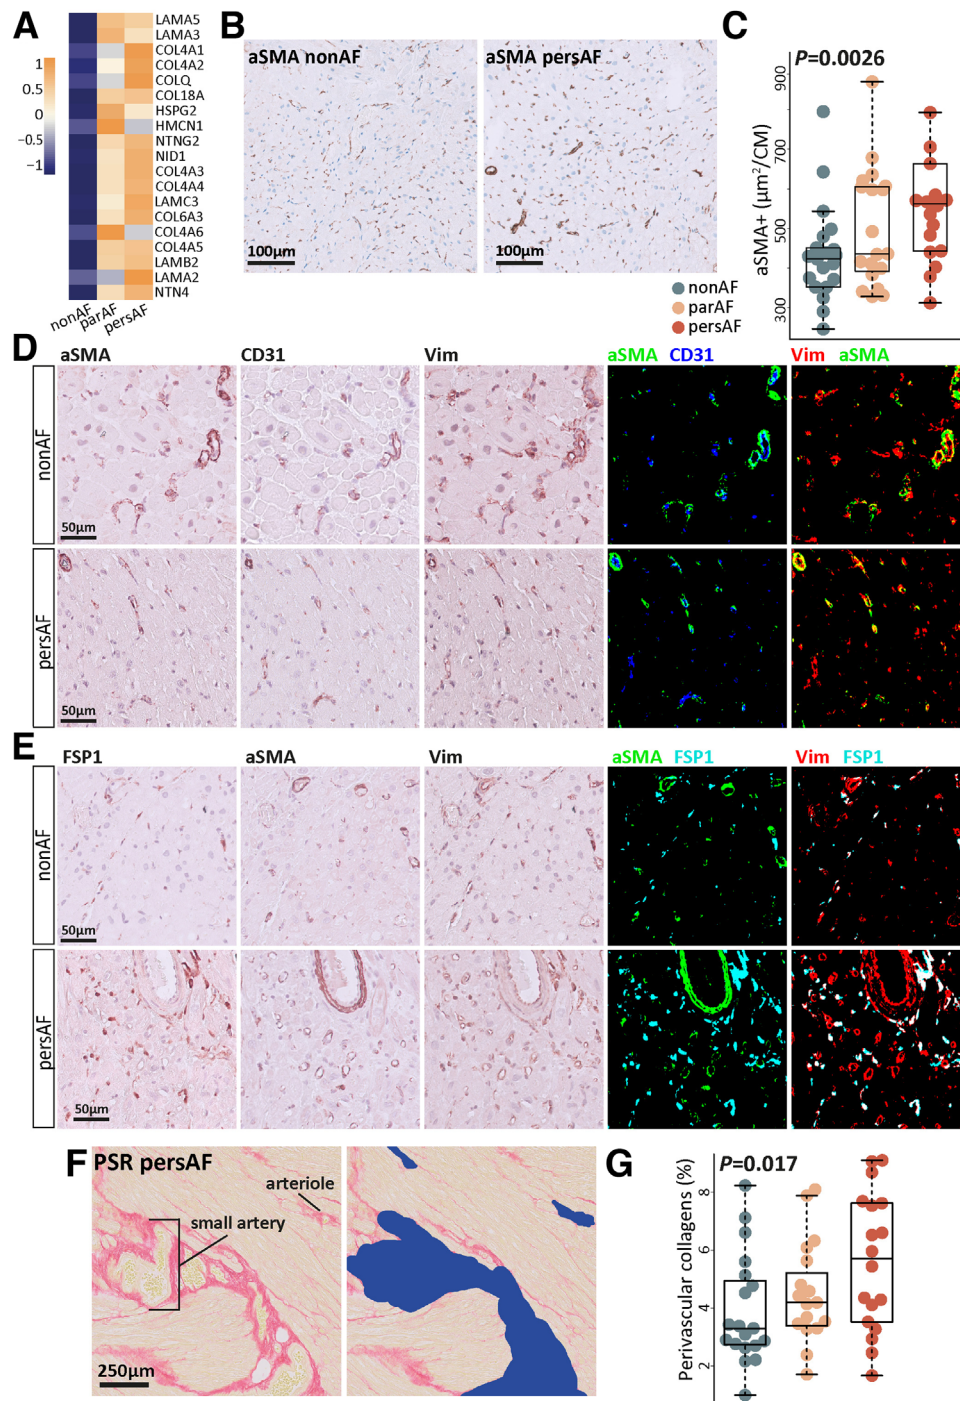 A
LAMA5
LAMA3
COL4A1
COL4A2
COLQ
COL18A
HSPG2
HMCN1
NTNG2
NID1
COL4A3
COL4A4
LAMC3
COL6A3
COL4A6
COL4A5
LAMB2
LAMA2
NTN4
1
0.5
0
−0.5
−1
nonAF
parAF
persAF
B
aSMA nonAF
aSMA persAF
100µm
100µm
C
P=0.0026
aSMA+ (µm²/CM)
900
700
500
300
nonAF
parAF
persAF
D
aSMA
CD31
Vim
aSMA CD31
Vim aSMA
nonAF
50µm
persAF
50µm
E
FSP1
aSMA
Vim
aSMA FSP1
Vim FSP1
nonAF
50µm
persAF
50µm
F
PSR persAF
arteriole
small artery
250µm
G
P=0.017
Perivascular collagens (%)
8
6
4
2